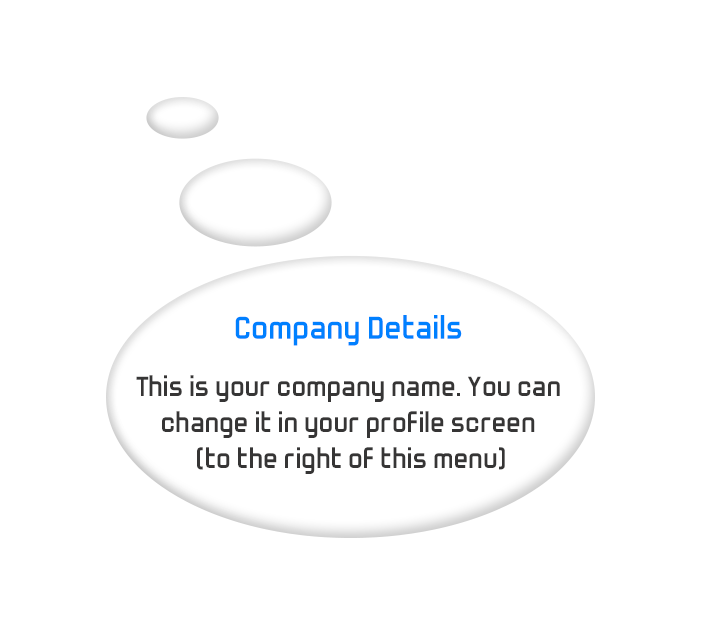 Company Details
This is your company name. You can
change it in your profile screen
(to the right of this menu)